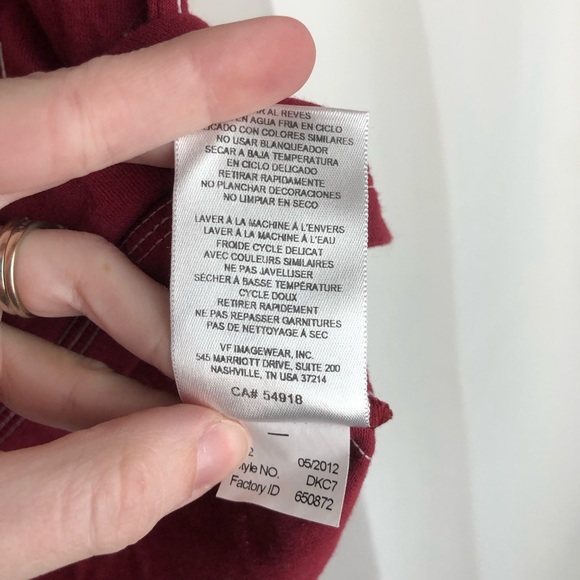 AL REVES
EN AGUA FRIA EN CICLO
CON COLORES SIMILARES
NO USAR BLANQUEADOR
SECAR A BAJA TEMPERATURA
EN CICLO DELICADO
RETIRAR RAPIDAMENTE
NO PLANCHAR DECORACIONES
NO LIMPIAR EN SECO
LAVER À LA MACHINE À L'ENVERS
LAVER À LA MACHINE À L'EAU
FROIDE CYCLE DELICAT
AVEC COULEURS SIMILAIRES
NE PAS JAVELLISER
SÉCHER À BASSE TEMPÉRATURE
CYCLE DOUX
RETIRER RAPIDEMENT
NE PAS REPASSER GARNITURES
PAS DE NETTOYAGE À SEC
VF IMAGEWEAR, INC.
545 MARRIOTT DRIVE, SUITE 200
NASHVILLE, TN USA 37214
CA# 54918
2 05/2012
NO. DKC7
Factory ID 650872